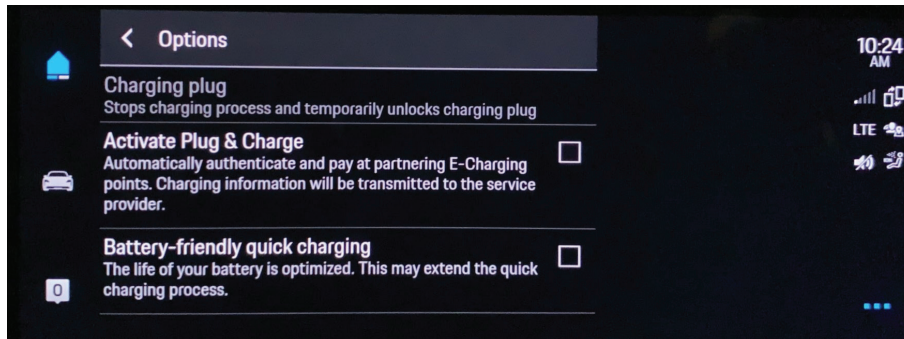 Options
10:24
AM
Charging plug
Stops charging process and temporarily unlocks charging plug
LTE
Activate Plug & Charge
Automatically authenticate and pay at partnering E-Charging
points. Charging information will be transmitted to the service
provider.
Battery-friendly quick charging
The life of your battery is optimized. This may extend the quick
charging process.
0